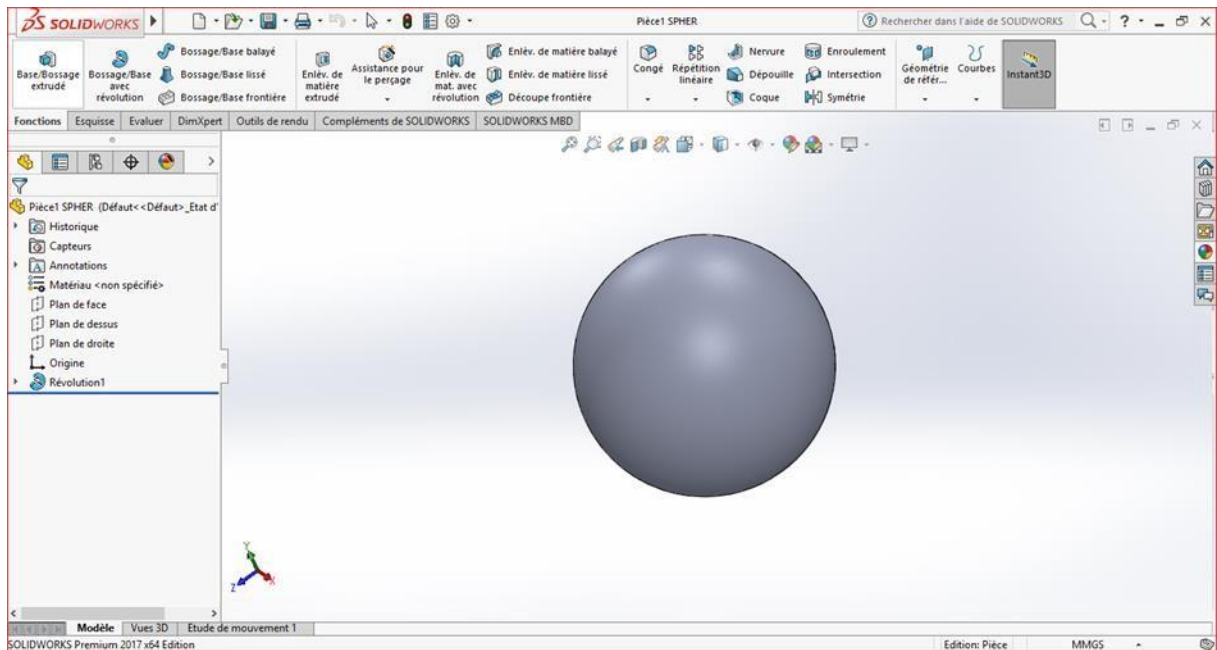 SOLIDWORKS
Pièce1 SPHER
Rechercher dans l'aide de SOLIDWORKS
?
Base/Bossage
extrudé
Bossage/Base
avec
révolution
Bossage/Base balayé
Bossage/Base lissé
Bossage/Base frontière
Enlèv. de
matière
extrudé
Assistance pour
le perçage
Enlèv. de
mat. avec
révolution
Enlèv. de matière balayé
Enlèv. de matière lissé
Découpe frontière
Congé
Répétition
linéaire
Nervure
Dépouille
Coque
Enroulement
Intersection
Symétrie
Géométrie
de référ...
Courbes
Instant3D
Fonctions
Esquisse
Evaluer
DimXpert
Outils de rendu
Compléments de SOLIDWORKS
SOLIDWORKS MBD
Pièce1 SPHER (Défaut<<Défaut>_Etat d'
Historique
Capteurs
Annotations
Matériau <non spécifié>
Plan de face
Plan de dessus
Plan de droite
Origine
Révolution1
Y
Z
X
Modèle
Vues 3D
Etude de mouvement 1
SOLIDWORKS Premium 2017 x64 Edition
Edition: Pièce
MMGS